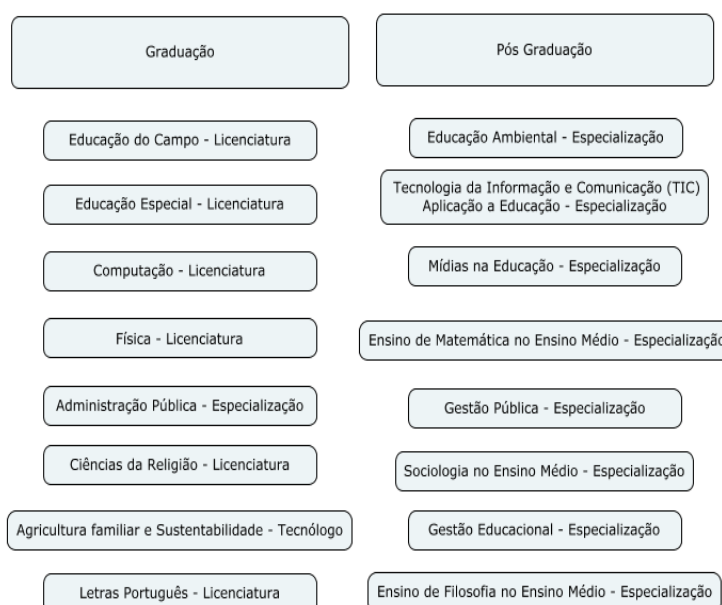 Graduação
Educação do Campo - Licenciatura
Educação Especial - Licenciatura
Computação - Licenciatura
Física - Licenciatura
Administração Pública - Especialização
Ciências da Religião - Licenciatura
Agricultura familiar e Sustentabilidade - Tecnólogo
Letras Português - Licenciatura
Pós Graduação
Educação Ambiental - Especialização
Tecnologia da Informação e Comunicação (TIC)
Aplicação a Educação - Especialização
Mídias na Educação - Especialização
Ensino de Matemática no Ensino Médio - Especialização
Gestão Pública - Especialização
Sociologia no Ensino Médio - Especialização
Gestão Educacional - Especialização
Ensino de Filosofia no Ensino Médio - Especialização